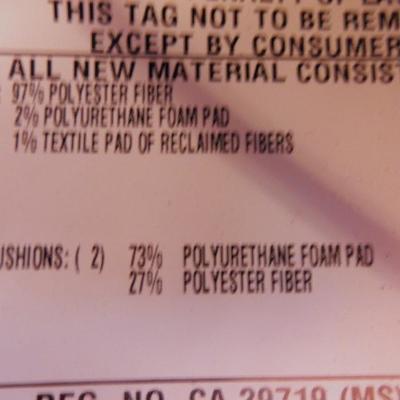 THIS TAG NOT TO BE REM
EXCEPT BY CONSUMER
ALL NEW MATERIAL CONSIST
97% POLYESTER FIBER
2% POLYURETHANE FOAM PAD
1% TEXTILE PAD OF RECLAIMED FIBERS
USHIONS: ( 2) 73% POLYURETHANE FOAM PAD
27% POLYESTER FIBER
REG. NO. CA 29719 (MS)